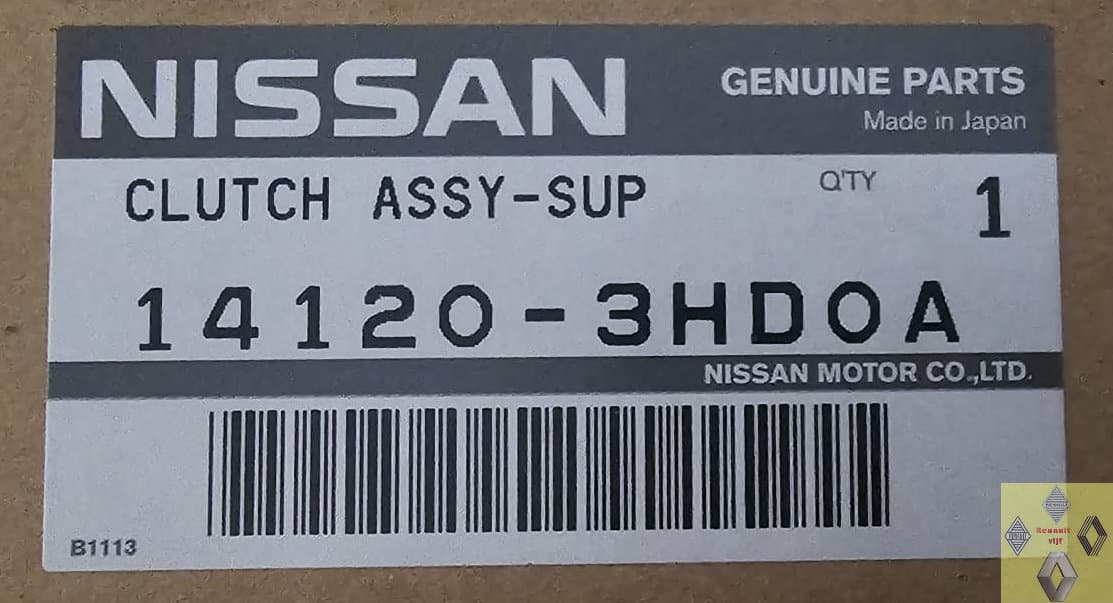 NISSAN
GENUINE PARTS
Made in Japan
CLUTCH ASSY-SUP
Q'TY
1
14120-3HD0A
NISSAN MOTOR CO.,LTD.
B1113
Renault
vijf